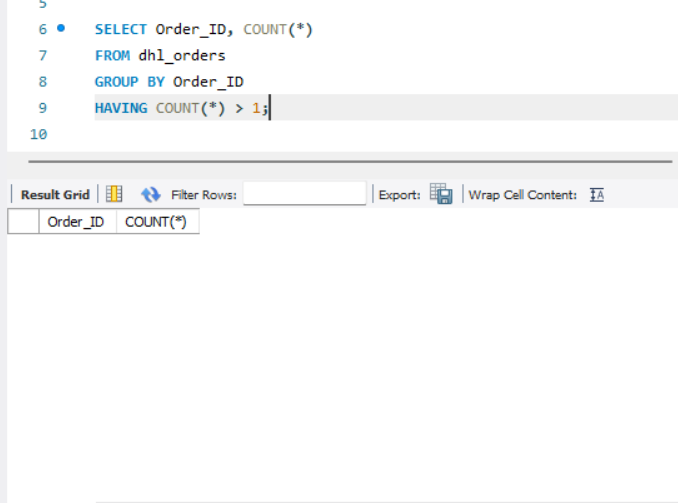 5
6 SELECT Order_ID, COUNT(*)
7 FROM dhl_orders
8 GROUP BY Order_ID
9 HAVING COUNT(*) > 1;
10
Result Grid Filter Rows: Export: Wrap Cell Content: IA
Order_ID COUNT(*)